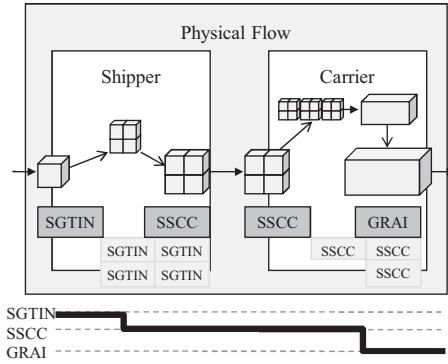 Physical Flow
Shipper Carrier
SGTIN SSCC SSCC GRAI
SGTIN SGTIN SSCC SSCC
SGTIN SGTIN SSCC
SGTIN
SSCC
GRAI